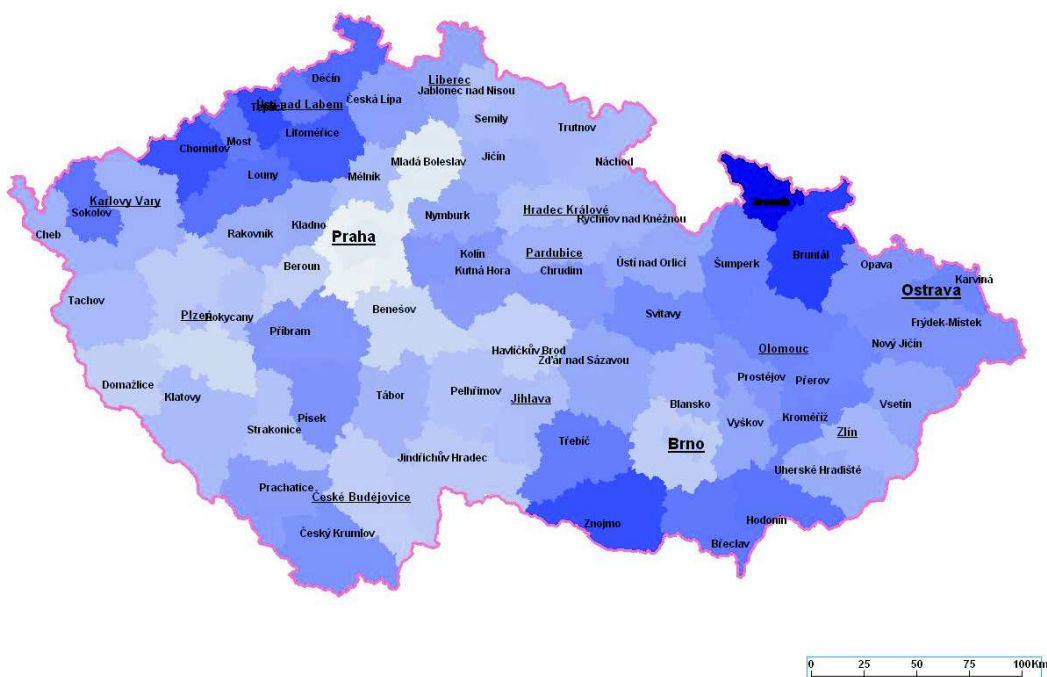 Děčín
Liberec
Jablonec nad Nisou
Česká Lípa
Ústí nad Labem
Semily
Trutnov
Litoměřice
Most
Chomutov
Mladá Boleslav
Jičín
Náchod
Louny
Mělník
Karlovy Vary
Sokolov
Cheb
Nymburk
Hradec Králové
Rychnov nad Kněžnou
Rakovník
Kladno
Praha
Kolín
Pardubice
Kutná Hora
Chrudim
Ústí nad Orlicí
Šumperk
Bruntál
Opava
Karviná
Ostrava
Beroun
Tachov
Plzeň
Rokycany
Benešov
Příbram
Svitavy
Frýdek-Místek
Nový Jičín
Olomouc
Havlíčkův Brod
Zďár nad Sázavou
Domažlice
Klatovy
Tábor
Pelhřimov
Jihlava
Prostějov
Přerov
Blansko
Vsetín
Strakonice
Písek
Vyškov
Kroměříž
Zlín
Třebíč
Brno
Jindřichův Hradec
Uherské Hradiště
Prachatice
České Budějovice
Český Krumlov
Znojmo
Hodonín
Břeclav
0 25 50 75 100Km